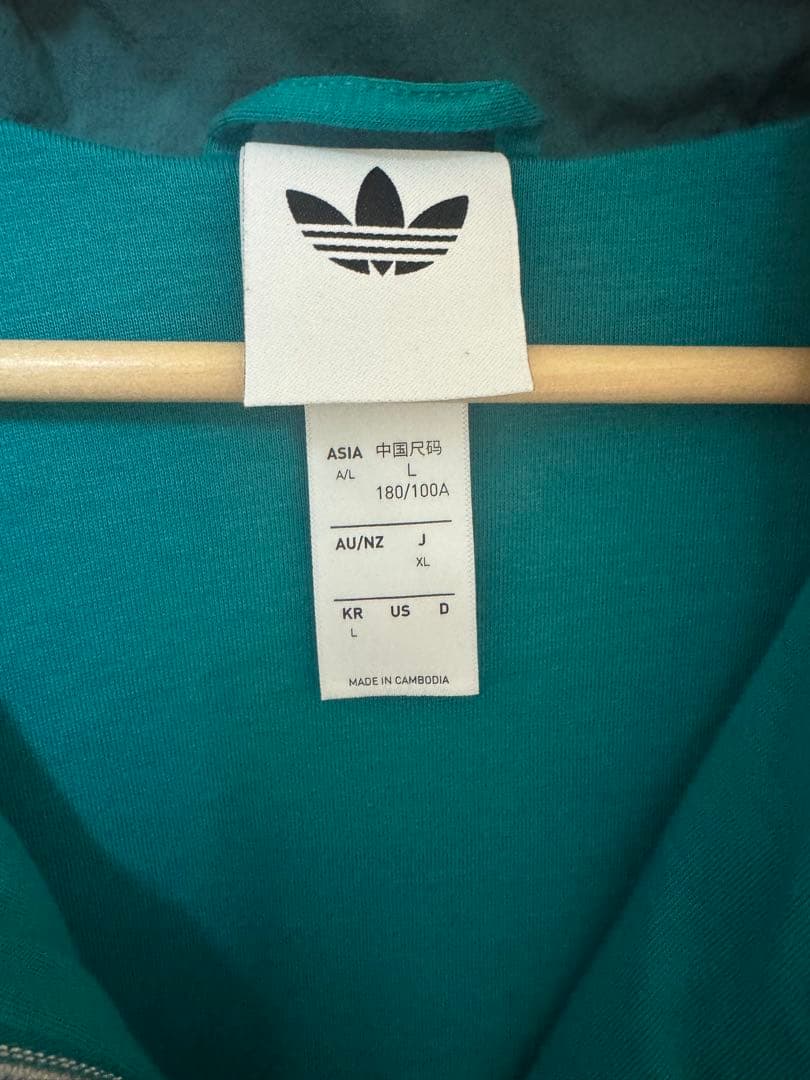 ASIA 中国尺码
A/L L
180/100A
AU/NZ J
XL
KR US D
L
MADE IN CAMBODIA